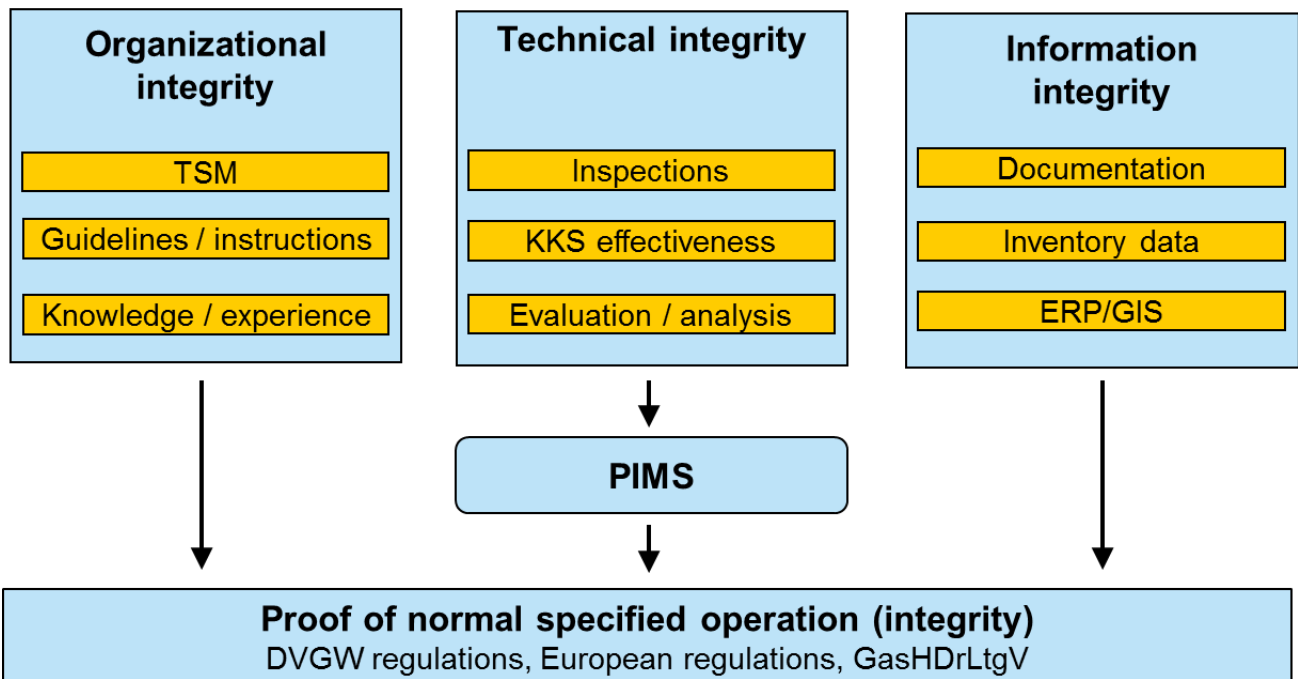 Organizational
integrity
TSM
Guidelines / instructions
Knowledge / experience
Technical integrity
Inspections
KKS effectiveness
Evaluation / analysis
Information
integrity
Documentation
Inventory data
ERP/GIS
PIMS
Proof of normal specified operation (integrity)
DVGW regulations, European regulations, GasHDrLtgV